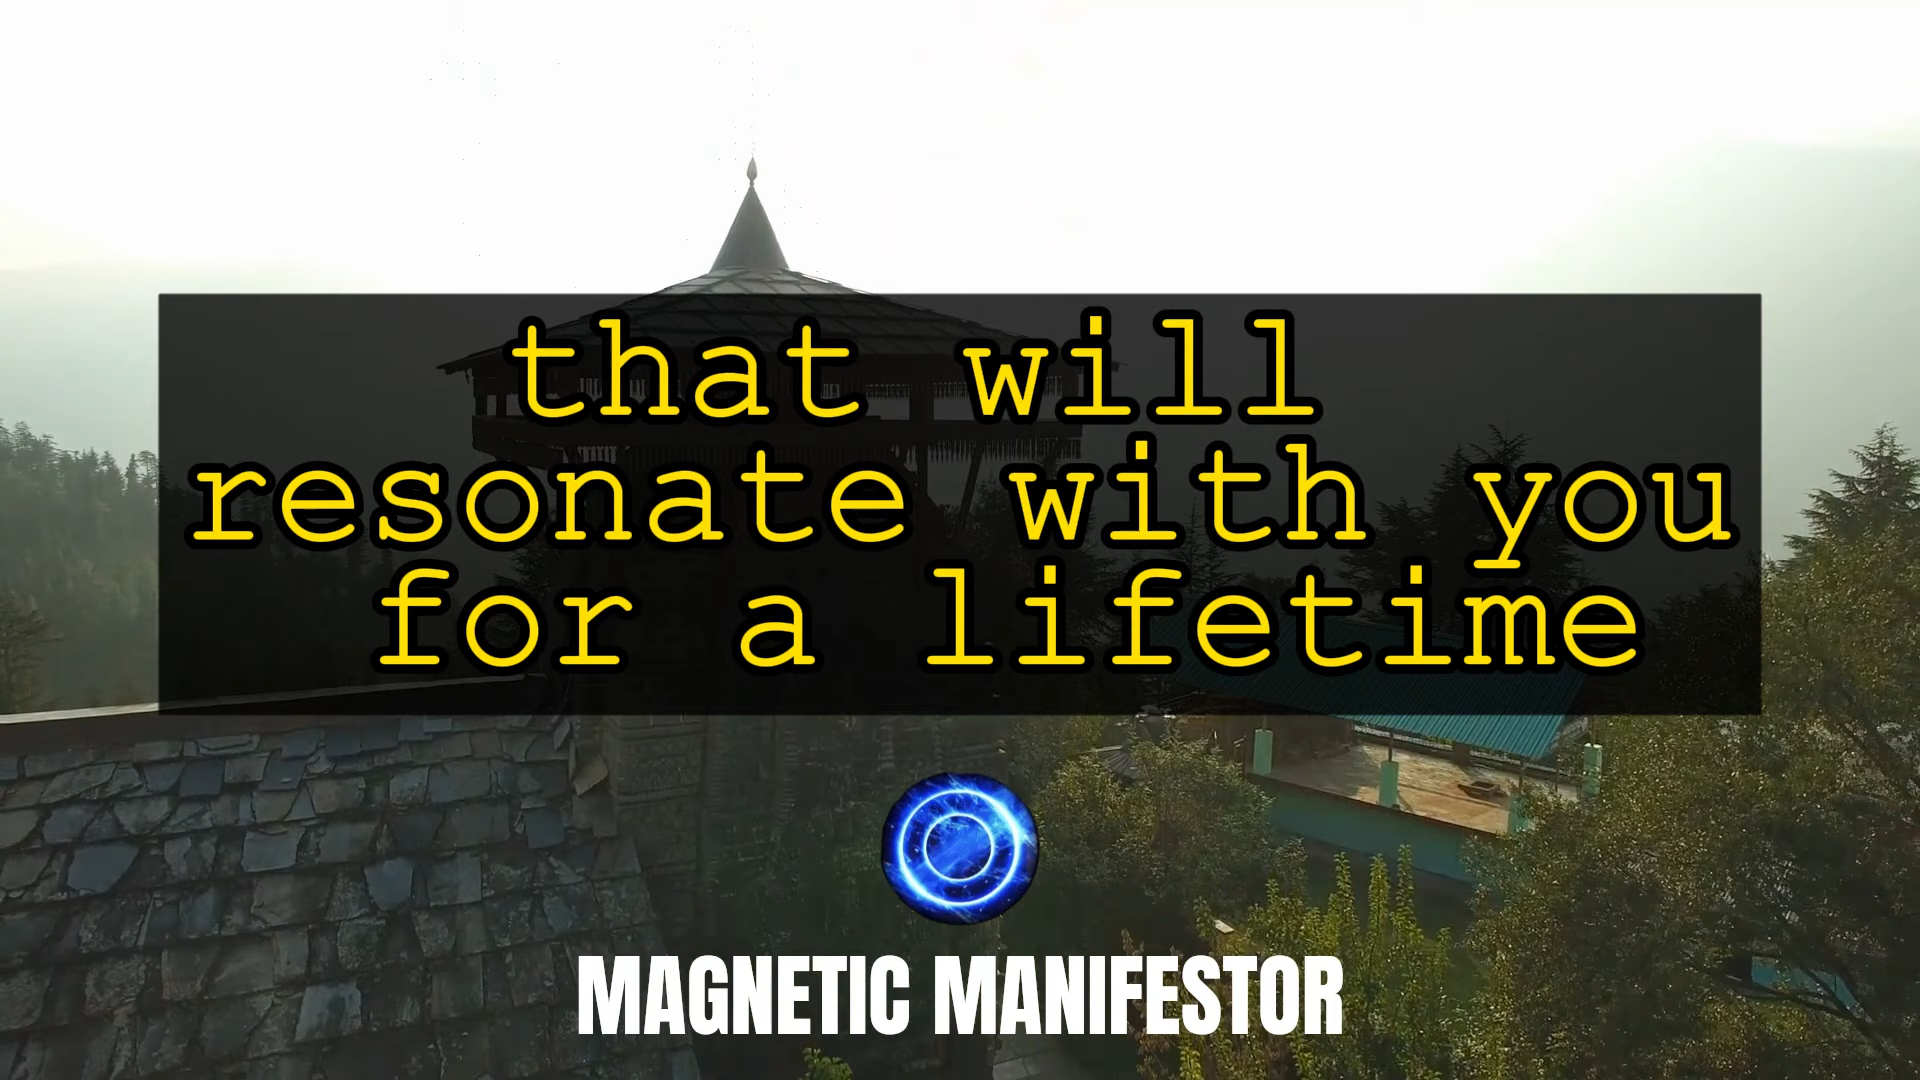 that will
resonate with you
for a lifetime
MAGNETIC MANIFESTOR